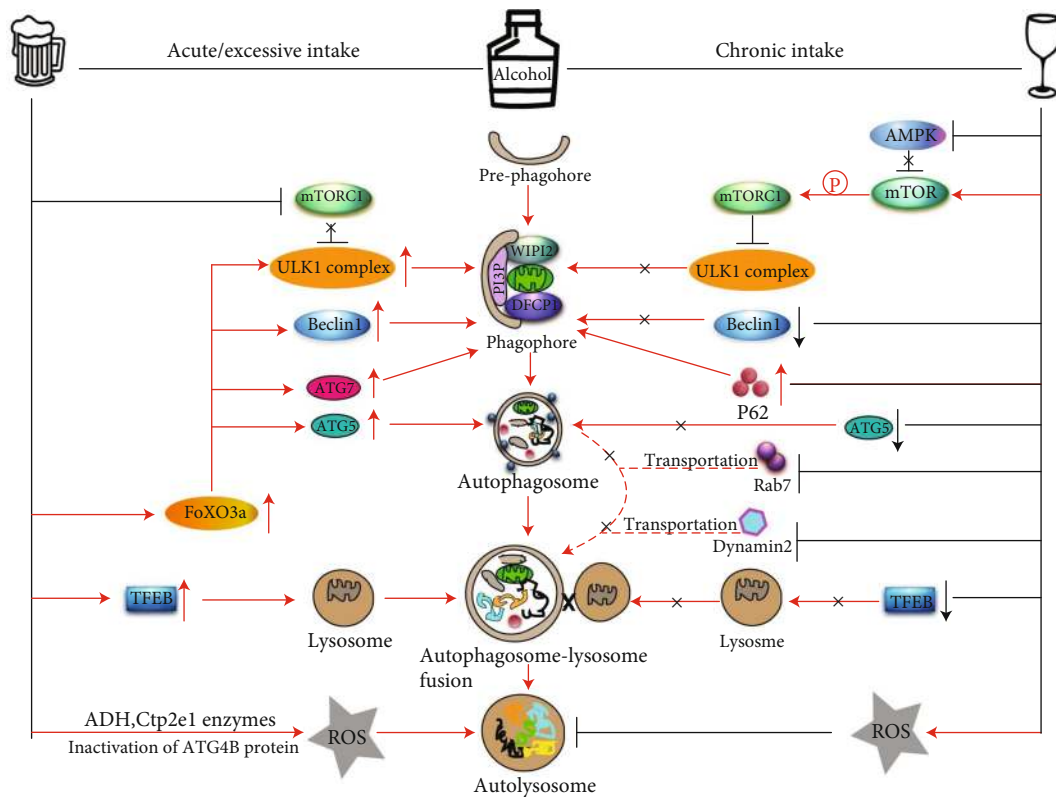 Acute/excessive intake
Alcohol
Chronic intake
AMPK
Pre-phagohore
mTORC1
mTORC1
P
mTOR
WIPI2
PI3P
DFCP1
ULK1 complex
ULK1 complex
Beclin1
Beclin1
Phagophore
ATG7
P62
ATG5
ATG5
Transportation
Rab7
Autophagosome
FoXO3a
Transportation
Dynamin2
TFEB
TFEB
Lysosome
Lysosme
Autophagosome-lysosome
fusion
ADH,Ctp2e1 enzymes
Inactivation of ATG4B protein
ROS
ROS
Autolysosome